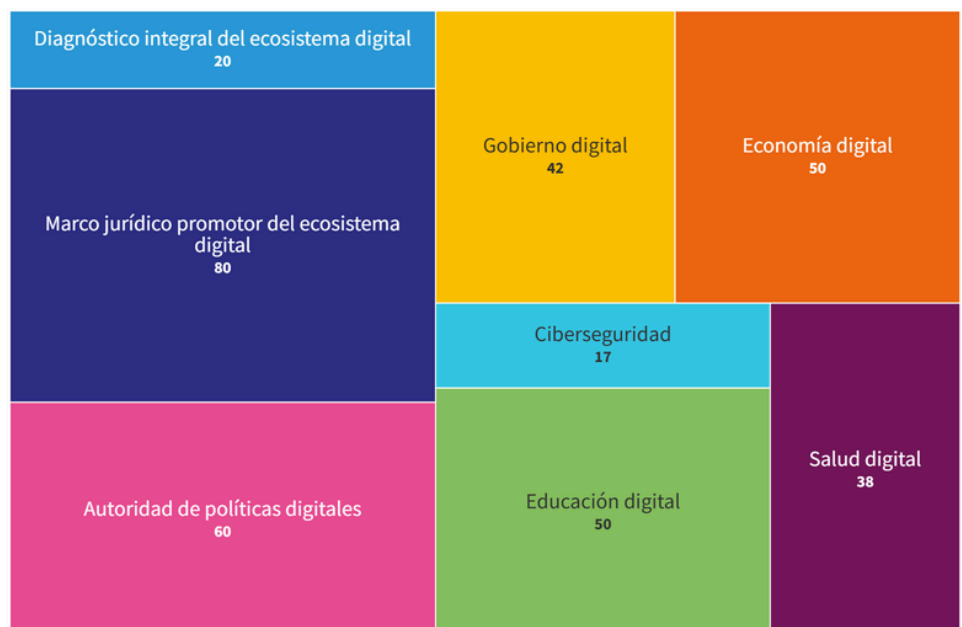 Diagnóstico integral del ecosistema digital
20
Marco jurídico promotor del ecosistema
digital
80
Autoridad de políticas digitales
60
Gobierno digital
42
Economía digital
50
Ciberseguridad
17
Educación digital
50
Salud digital
38